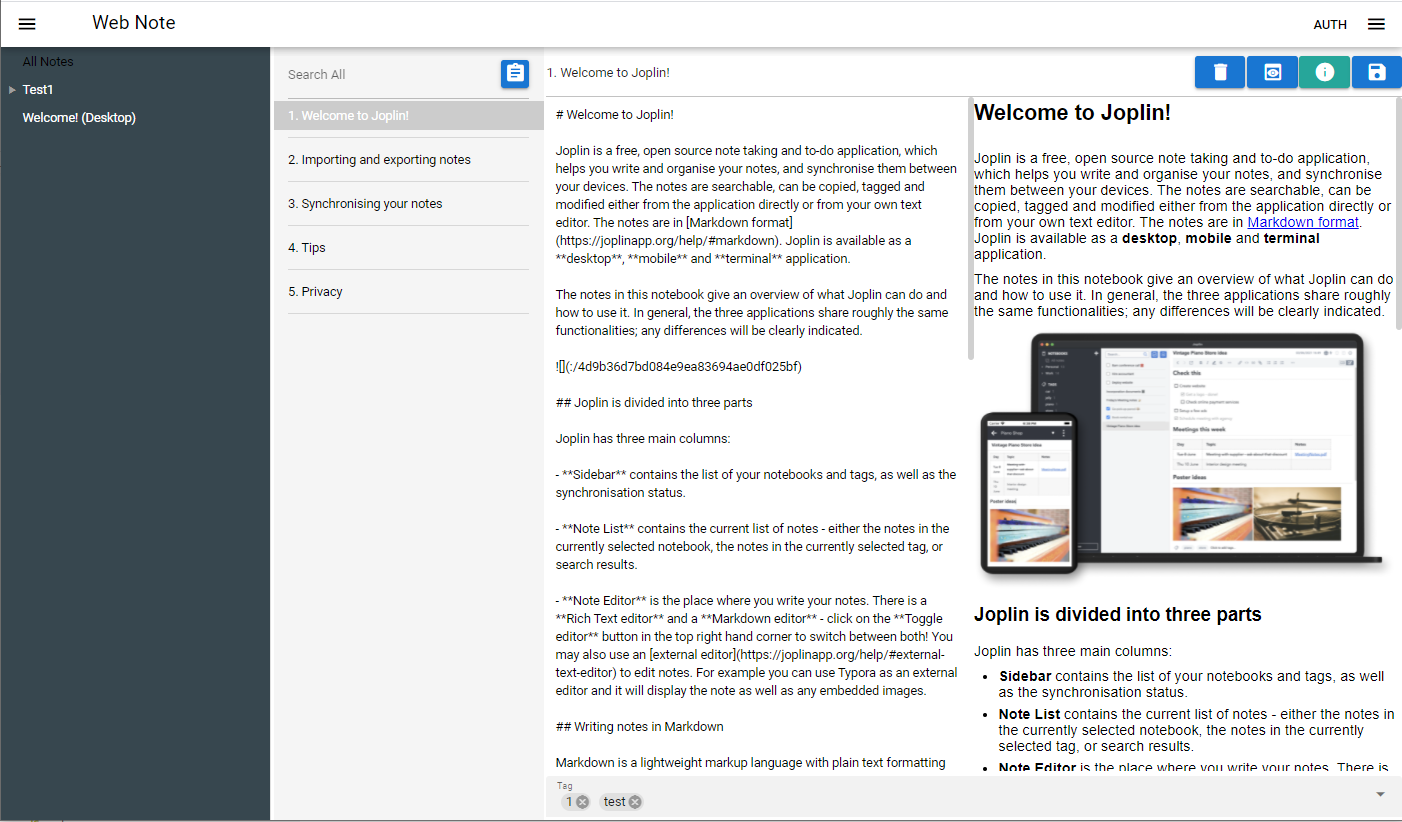 Web Note
AUTH
All Notes
Test1
Welcome! (Desktop)
Search All
1. Welcome to Joplin!
2. Importing and exporting notes
3. Synchronising your notes
4. Tips
5. Privacy
1. Welcome to Joplin!
# Welcome to Joplin!
Joplin is a free, open source note taking and to-do application, which
helps you write and organise your notes, and synchronise them between
your devices. The notes are searchable, can be copied, tagged and
modified either from the application directly or from your own text
editor. The notes are in [Markdown format]
(https://joplinapp.org/help/#markdown). Joplin is available as a
**desktop**, **mobile** and **terminal** application.
The notes in this notebook give an overview of what Joplin can do and
how to use it. In general, the three applications share roughly the same
functionalities; any differences will be clearly indicated.
![](:/4d9b36d7bd084e9ea83694ae0df025bf)
## Joplin is divided into three parts
Joplin has three main columns:
- **Sidebar** contains the list of your notebooks and tags, as well as the
synchronisation status.
- **Note List** contains the current list of notes - either the notes in the
currently selected notebook, the notes in the currently selected tag, or
search results.
- **Note Editor** is the place where you write your notes. There is a
**Rich Text editor** and a **Markdown editor** - click on the **Toggle
editor** button in the top right hand corner to switch between both! You
may also use an [external editor](https://joplinapp.org/help/#external-
text-editor) to edit notes. For example you can use Typora as an external
editor and it will display the note as well as any embedded images.
## Writing notes in Markdown
Markdown is a lightweight markup language with plain text formatting
Welcome to Joplin!
Joplin is a free, open source note taking and to-do application,
which helps you write and organise your notes, and synchronise
them between your devices. The notes are searchable, can be
copied, tagged and modified either from the application directly or
from your own text editor. The notes are in Markdown format.
Joplin is available as a desktop, mobile and terminal
application.
The notes in this notebook give an overview of what Joplin can do
and how to use it. In general, the three applications share roughly
the same functionalities; any differences will be clearly indicated.
Vintage Piano Store Idea
Check this
Meetings this week
Poster Ideas
Piano Shop
Vintage Piano Store Idea
Poster Ideas
Joplin is divided into three parts
Joplin has three main columns:
Sidebar contains the list of your notebooks and tags, as well
as the synchronisation status.
Note List contains the current list of notes - either the notes in
the currently selected notebook, the notes in the currently
selected tag, or search results.
Note Editor is the place where you write your notes. There is
Tag
1
test